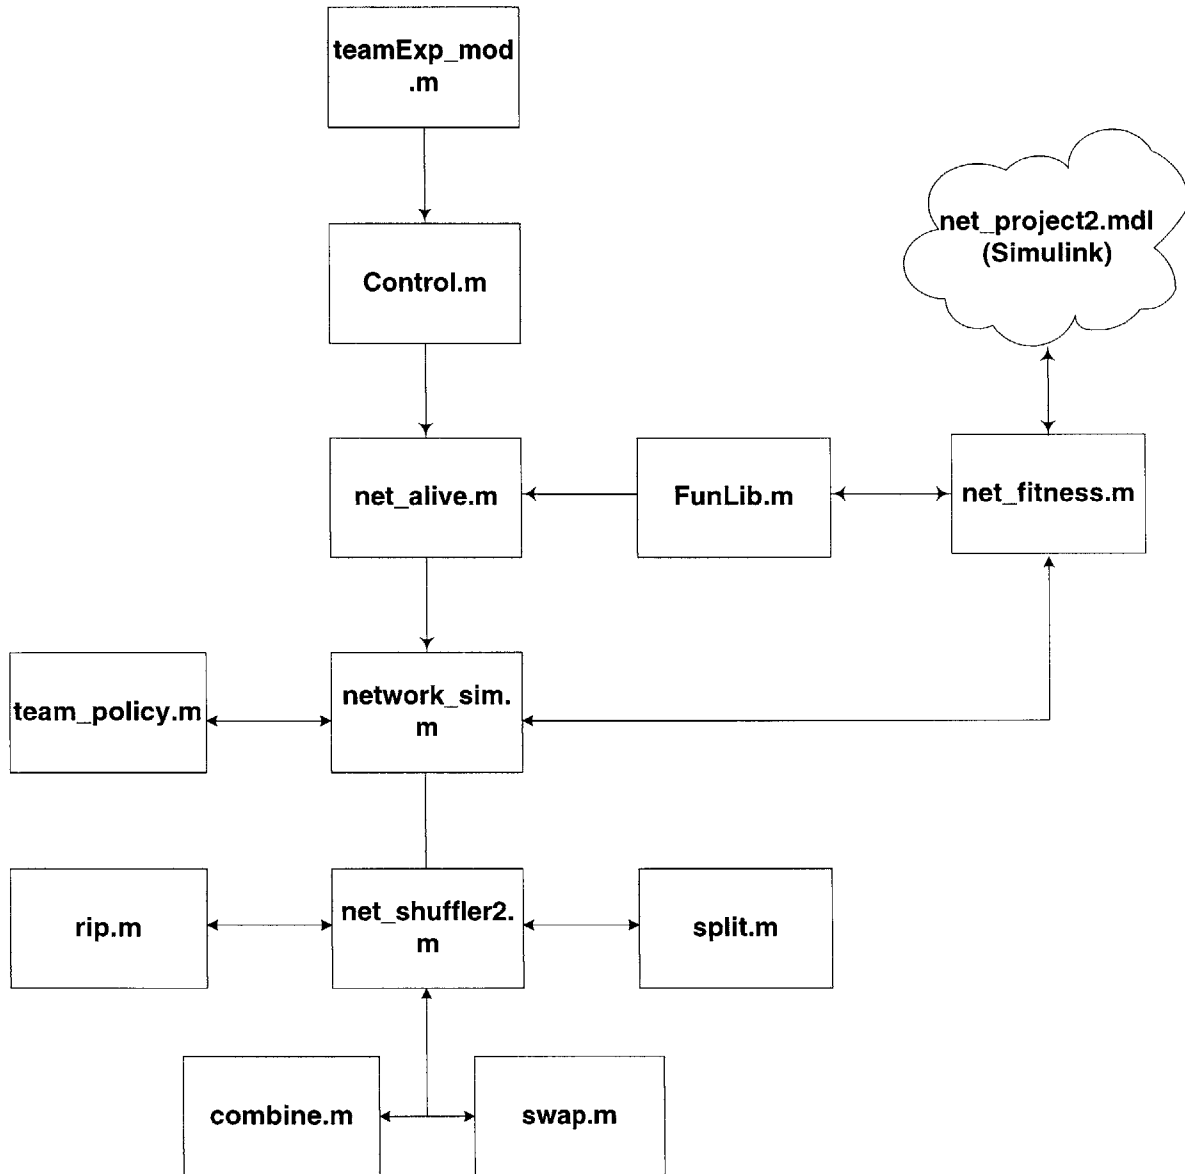 teamExp_mod
.m
net_project2.mdl
(Simulink)
Control.m
net_alive.m
FunLib.m
net_fitness.m
team_policy.m
network_sim.
m
rip.m
net_shuffler2.
m
split.m
combine.m
swap.m